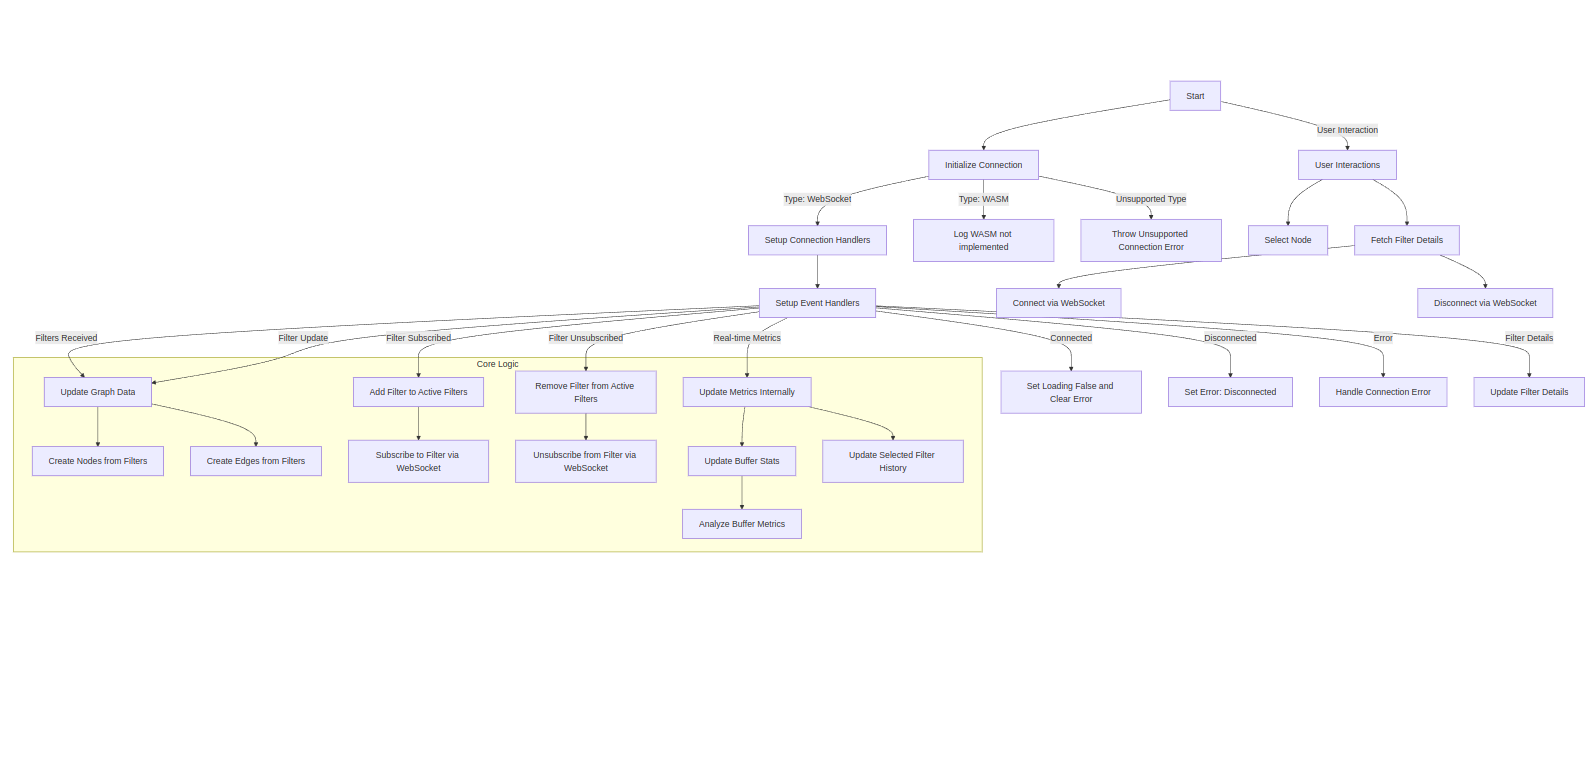 Start
User Interaction
Initialize Connection
User Interactions
Type: WebSocket
Type: WASM
Unsupported Type
Setup Connection Handlers
Log WASM not
implemented
Throw Unsupported
Connection Error
Select Node
Fetch Filter Details
Setup Event Handlers
Connect via WebSocket
Disconnect via WebSocket
Filters Received
Filter Update
Filter Subscribed
Filter Unsubscribed
Real-time Metrics
Connected
Disconnected
Error
Filter Details
Core Logic
Update Graph Data
Add Filter to Active Filters
Remove Filter from Active
Filters
Update Metrics Internally
Set Loading False and
Clear Error
Set Error: Disconnected
Handle Connection Error
Update Filter Details
Create Nodes from Filters
Create Edges from Filters
Subscribe to Filter via
WebSocket
Unsubscribe from Filter via
WebSocket
Update Buffer Stats
Update Selected Filter
History
Analyze Buffer Metrics